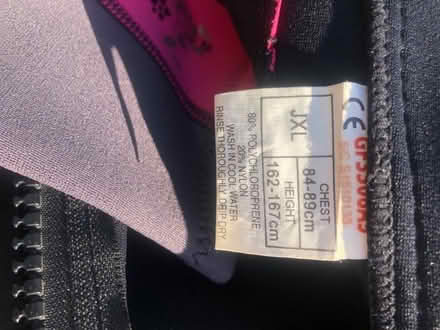 CE
JXL
CHEST
84-89cm
HEIGHT
162-167cm
80% POLYCHLOROPRENE
20% NYLON
WASH IN COOL WATER
RINSE THOROUGHLY DRIP DRY